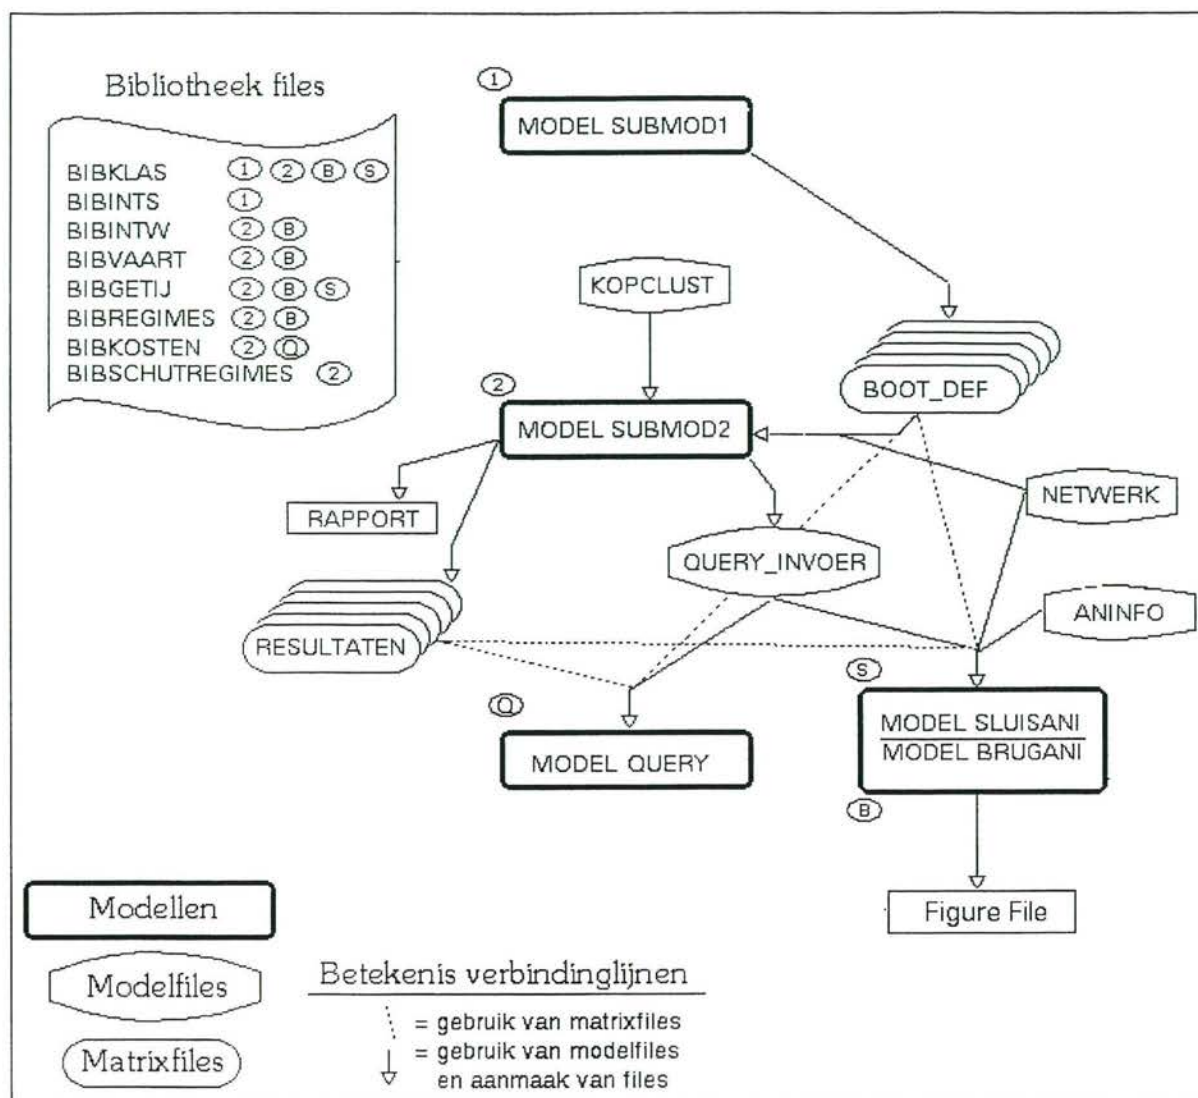 Bibliotheek files
BIBKLAS 1 2 B S
BIBINTS 1
BIBINTW 2 B
BIBVAART 2 B
BIBGETIJ 2 B S
BIBREGIMES 2 B
BIBKOSTEN 2 Q
BIBSCHUTREGIMES 2
1
MODEL SUBMOD1
KOPCLUST
BOOT_DEF
2
MODEL SUBMOD2
NETWERK
RAPPORT
QUERY_INVOER
ANINFO
RESULTATEN
S
Q
MODEL SLUISANI
MODEL BRUGANI
MODEL QUERY
B
Figure File
Modellen
Modelfiles
Matrixfiles
Betekenis verbindinglijnen
= gebruik van matrixfiles
= gebruik van modelfiles
en aanmaak van files